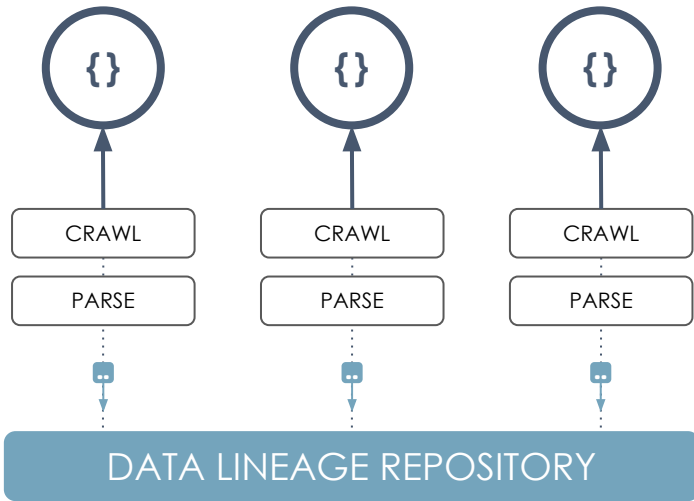 {} {} {}
CRAWL CRAWL CRAWL
PARSE PARSE PARSE
DATA LINEAGE REPOSITORY